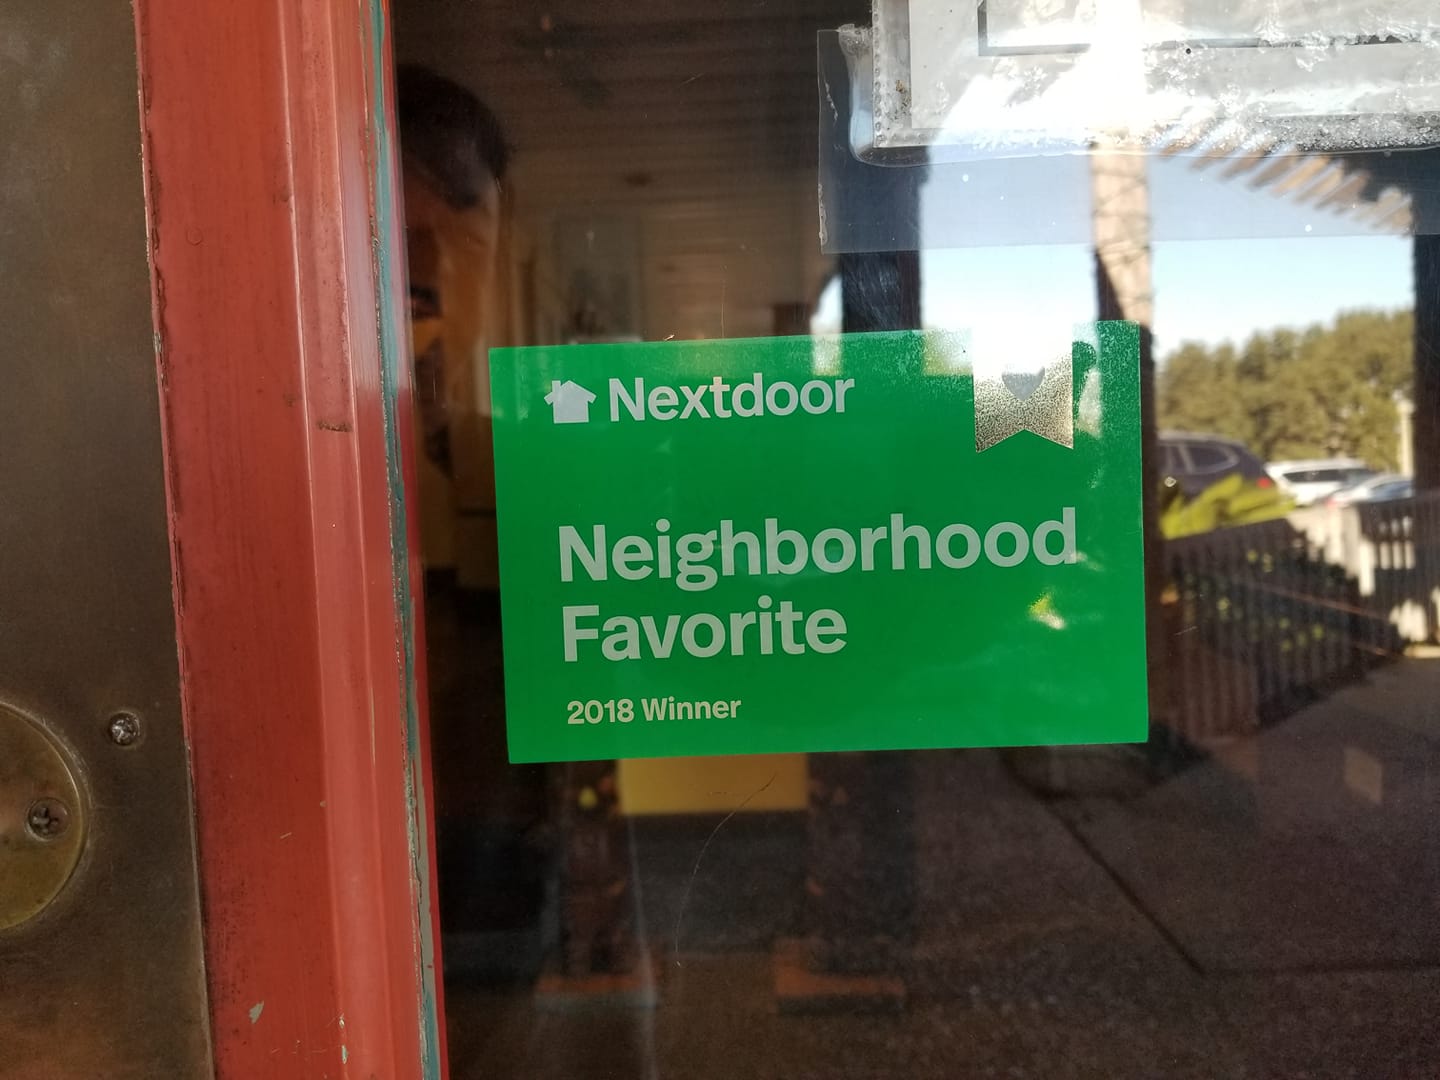 Nextdoor
Neighborhood
Favorite
2018 Winner